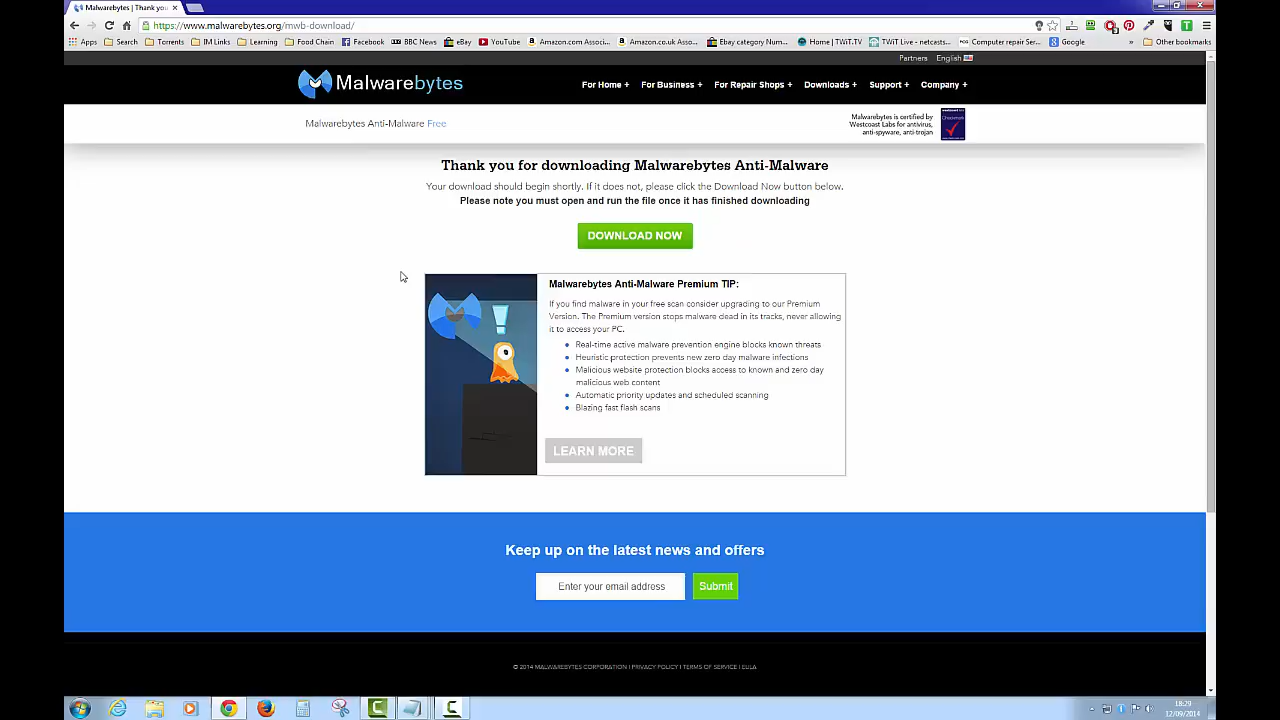 Malwarebytes | Thank you
https://www.malwarebytes.org/mwb-download/
Apps Search Torrents IM Links Learning Food Chain Facebook BBC News eBay YouTube Amazon.com Associ... Amazon.co.uk Asso... Ebay category Num... Home | TWiT.TV TWiT Live - netcasts... Computer repair Ser... Google » Other bookmarks
Partners English
Malwarebytes
For Home + For Business + For Repair Shops + Downloads + Support + Company +
Malwarebytes Anti-Malware Free
Malwarebytes is certified by
Westcoast Labs for antivirus,
anti-spyware, anti-trojan
Thank you for downloading Malwarebytes Anti-Malware
Your download should begin shortly. If it does not, please click the Download Now button below.
Please note you must open and run the file once it has finished downloading
DOWNLOAD NOW
Malwarebytes Anti-Malware Premium TIP:
If you find malware in your free scan consider upgrading to our Premium
Version. The Premium version stops malware dead in its tracks, never allowing
it to access your PC.
Real-time active malware prevention engine blocks known threats
Heuristic protection prevents new zero day malware infections
Malicious website protection blocks access to known and zero day
malicious web content
Automatic priority updates and scheduled scanning
Blazing fast flash scans
LEARN MORE
Keep up on the latest news and offers
Enter your email address
Submit
© 2014 MALWAREBYTES CORPORATION | PRIVACY POLICY | TERMS OF SERVICE | EULA
18:29
12/09/2014